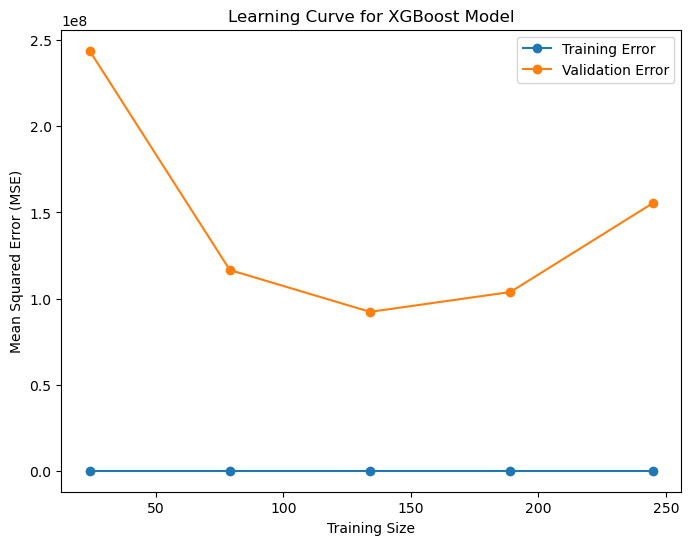 Learning Curve for XGBoost Model
1e8
Training Error
Validation Error
2.5
2.0
1.5
1.0
0.5
0.0
Mean Squared Error (MSE)
50
100
150
200
250
Training Size